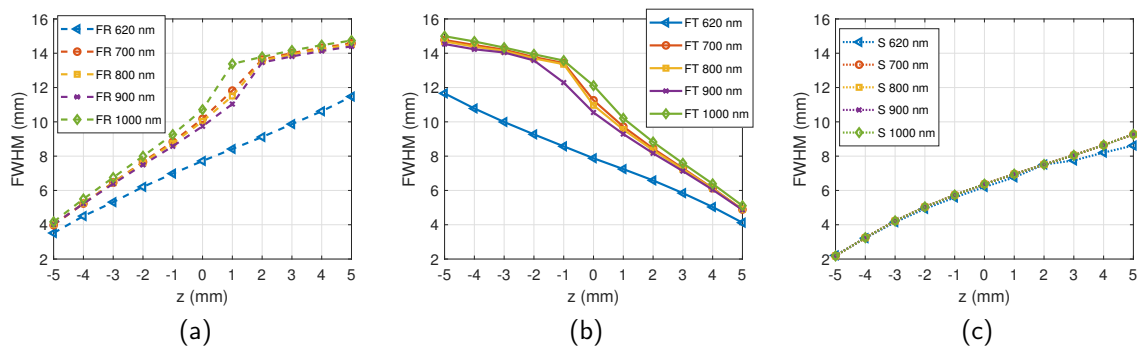 16
14
12
10
8
6
4
2
FWHM (mm)
FR 620 nm
FR 700 nm
FR 800 nm
FR 900 nm
FR 1000 nm
-5 -4 -3 -2 -1 0 1 2 3 4 5
z (mm)
(a)
16
14
12
10
8
6
4
2
FWHM (mm)
FT 620 nm
FT 700 nm
FT 800 nm
FT 900 nm
FT 1000 nm
-5 -4 -3 -2 -1 0 1 2 3 4 5
z (mm)
(b)
16
14
12
10
8
6
4
2
FWHM (mm)
S 620 nm
S 700 nm
S 800 nm
S 900 nm
S 1000 nm
-5 -4 -3 -2 -1 0 1 2 3 4 5
z (mm)
(c)